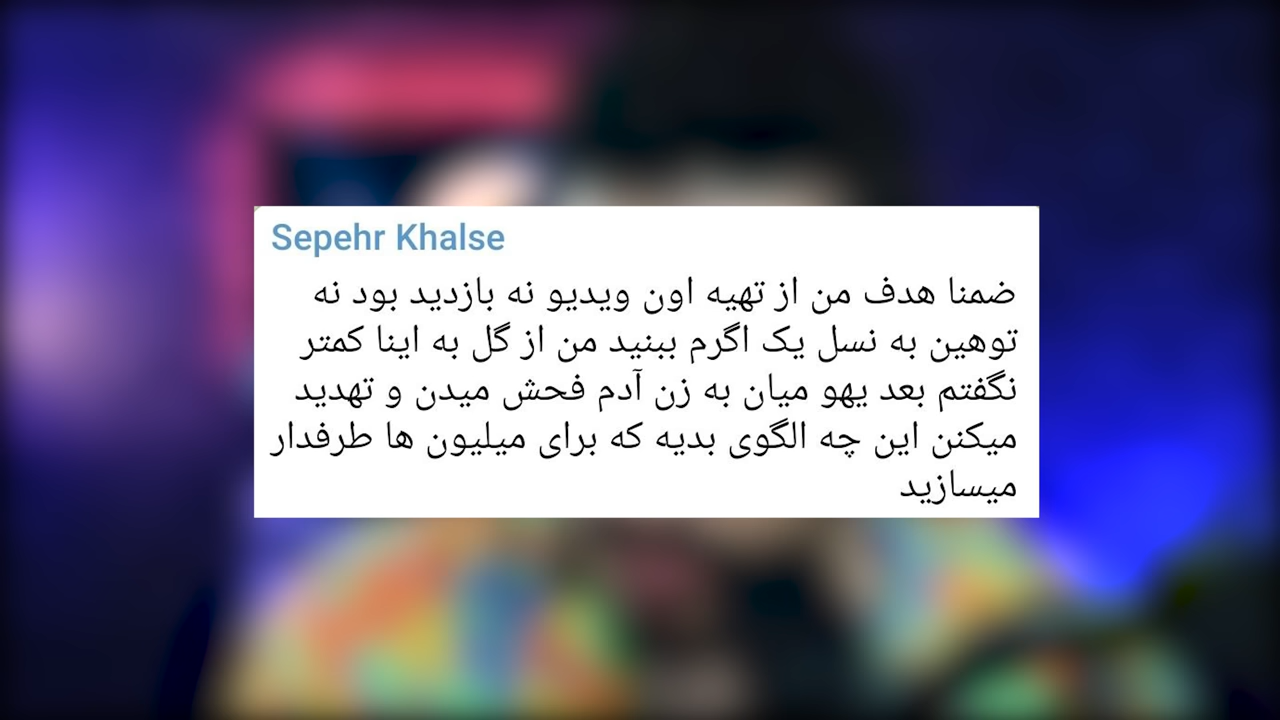 Sepehr Khalse
ضمنا هدف من از تهیه اون ویدیو نه بازدید بود نه
توهین به نسل یک اگرم ببنید من از گل به اینا کمتر
نگفتم بعد یهو میان به زن آدم فحش میدن و تهدید
میکنن این چه الگوی بدیه که برای میلیون ها طرفدار
میسازید